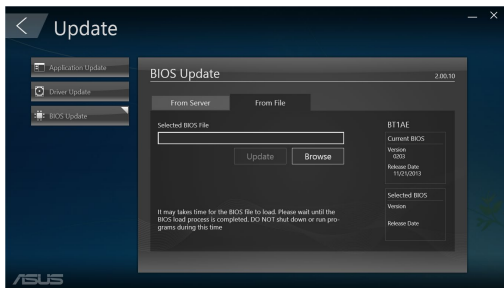 Update
Application Update
Driver Update
BIOS Update
BIOS Update
2.00.10
From Server
From File
Selected BIOS File
Update
Browse
It may takes time for the BIOS file to load. Please wait until the
BIOS load process is completed. DO NOT shut down or run pro-
grams during this time
BT1AE
Current BIOS
Version
0203
Release Date
11/21/2013
Selected BIOS
Version
Release Date
ASUS